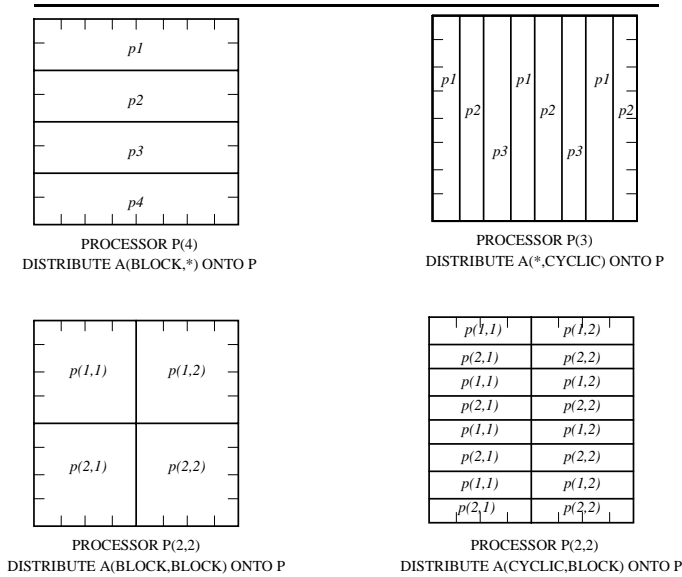 p1
p2
p3
p4
PROCESSOR P(4)
DISTRIBUTE A(BLOCK,*) ONTO P
p1 p1 p1
p2 p2 p2
p3 p3
PROCESSOR P(3)
DISTRIBUTE A(*,CYCLIC) ONTO P
p(1,1) p(1,2)
p(2,1) p(2,2)
PROCESSOR P(2,2)
DISTRIBUTE A(BLOCK,BLOCK) ONTO P
p(1,1) p(1,2)
p(2,1) p(2,2)
p(1,1) p(1,2)
p(2,1) p(2,2)
p(1,1) p(1,2)
p(2,1) p(2,2)
p(1,1) p(1,2)
p(2,1) p(2,2)
PROCESSOR P(2,2)
DISTRIBUTE A(CYCLIC,BLOCK) ONTO P